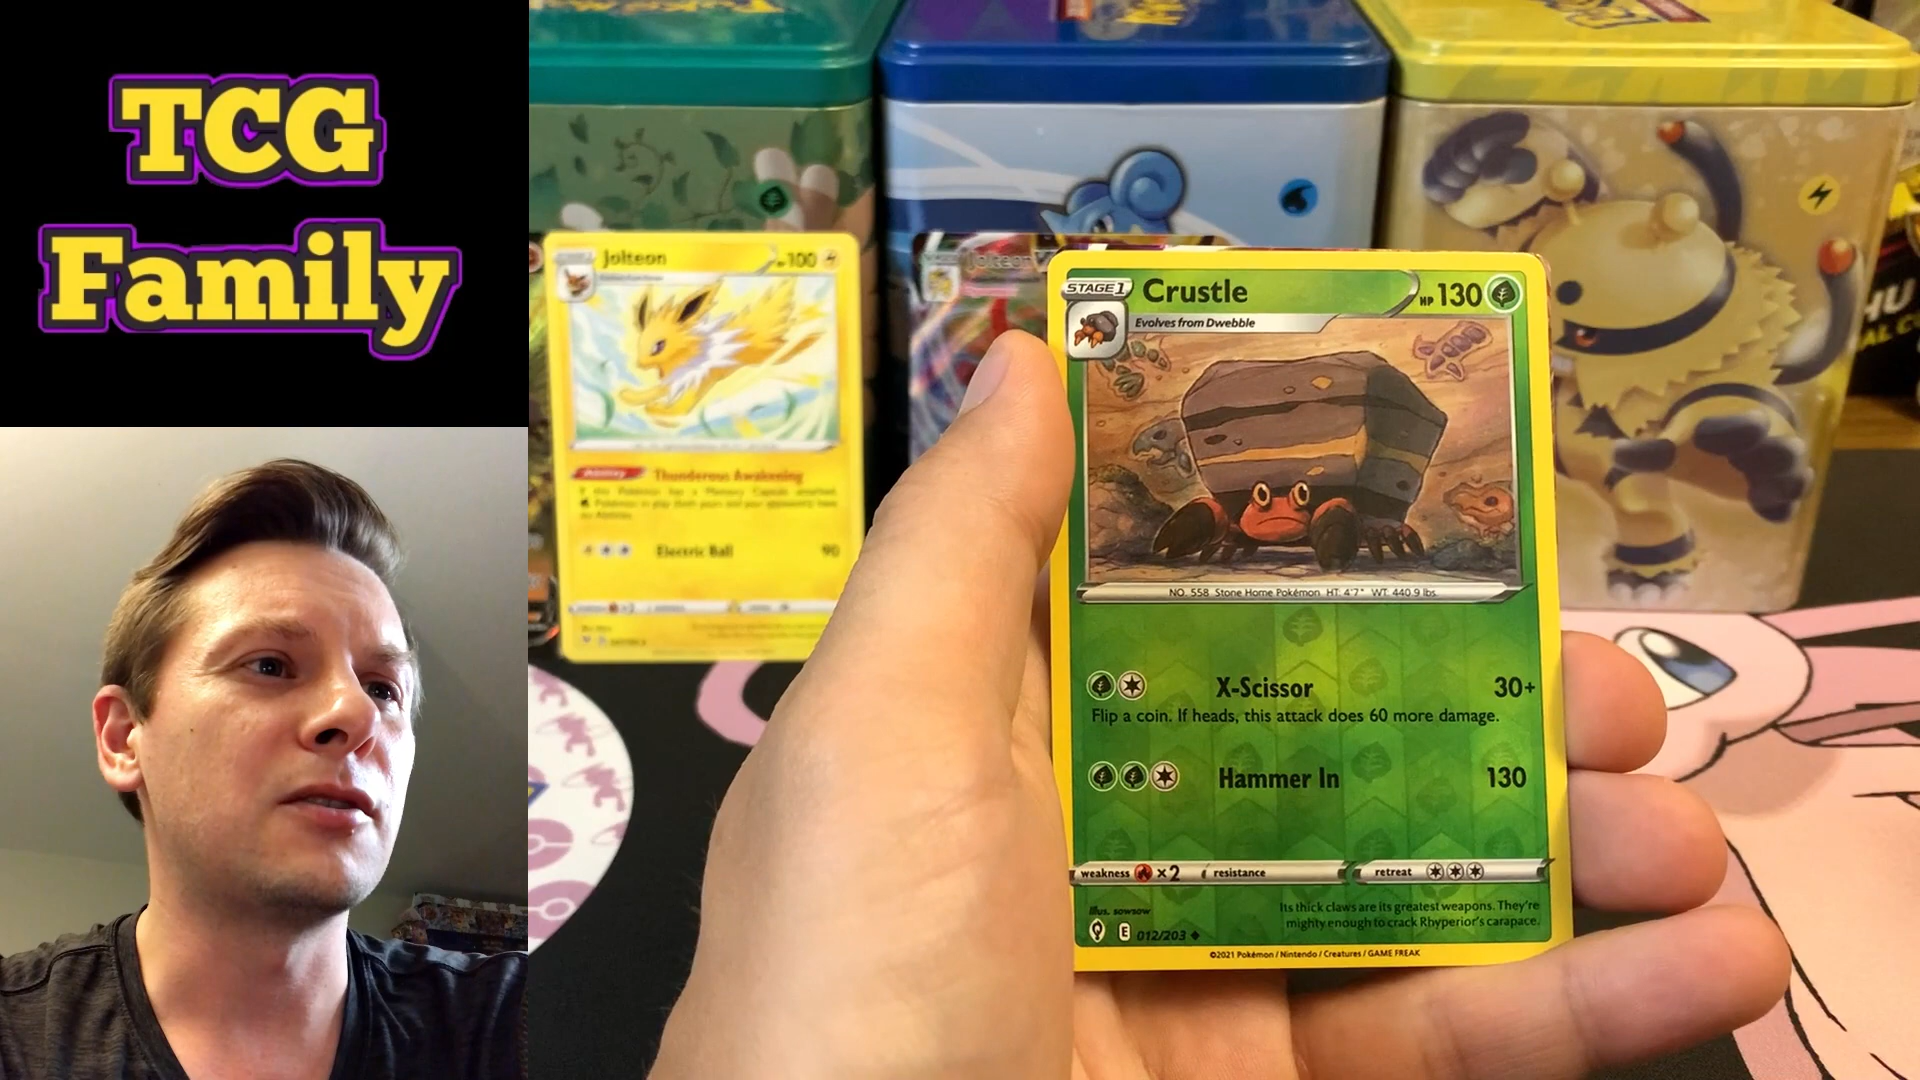 TCG
Family
Jolteon
100
Ability Thunderous Awakening
Electric Ball 90
Jolteon
STAGE 1 Crustle HP 130
Evolves from Dwebble
NO. 558 Stone Home Pokémon HT: 4'7" WT: 440.9 lbs.
X-Scissor 30+
Flip a coin. If heads, this attack does 60 more damage.
Hammer In 130
weakness ×2 resistance retreat
illus. sowsow
Its thick claws are its greatest weapons. They're
mighty enough to crack Rhyperior's carapace.
E 012/203
©2021 Pokémon / Nintendo / Creatures / GAME FREAK
HU